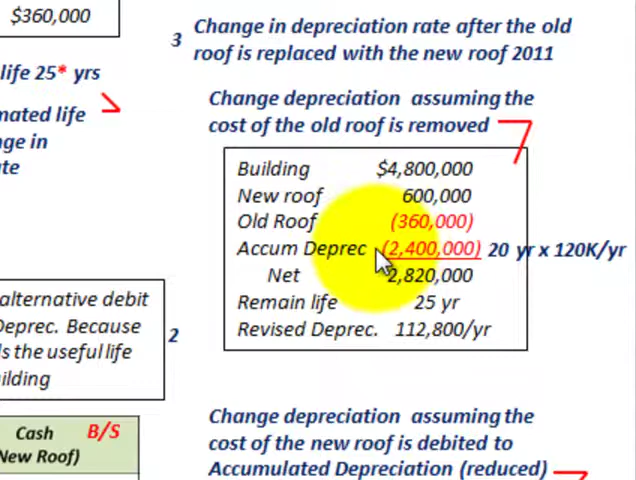 $360,000
3 Change in depreciation rate after the old
roof is replaced with the new roof 2011
life 25* yrs
mated life
nge in
te
Change depreciation assuming the
cost of the old roof is removed
Building $4,800,000
New roof 600,000
Old Roof (360,000)
Accum Deprec (2,400,000) 20 yr x 120K/yr
Net 2,820,000
Remain life 25 yr
Revised Deprec. 112,800/yr
alternative debit
Deprec. Because
s the useful life
ilding
2
Cash B/S
New Roof)
Change depreciation assuming the
cost of the new roof is debited to
Accumulated Depreciation (reduced)